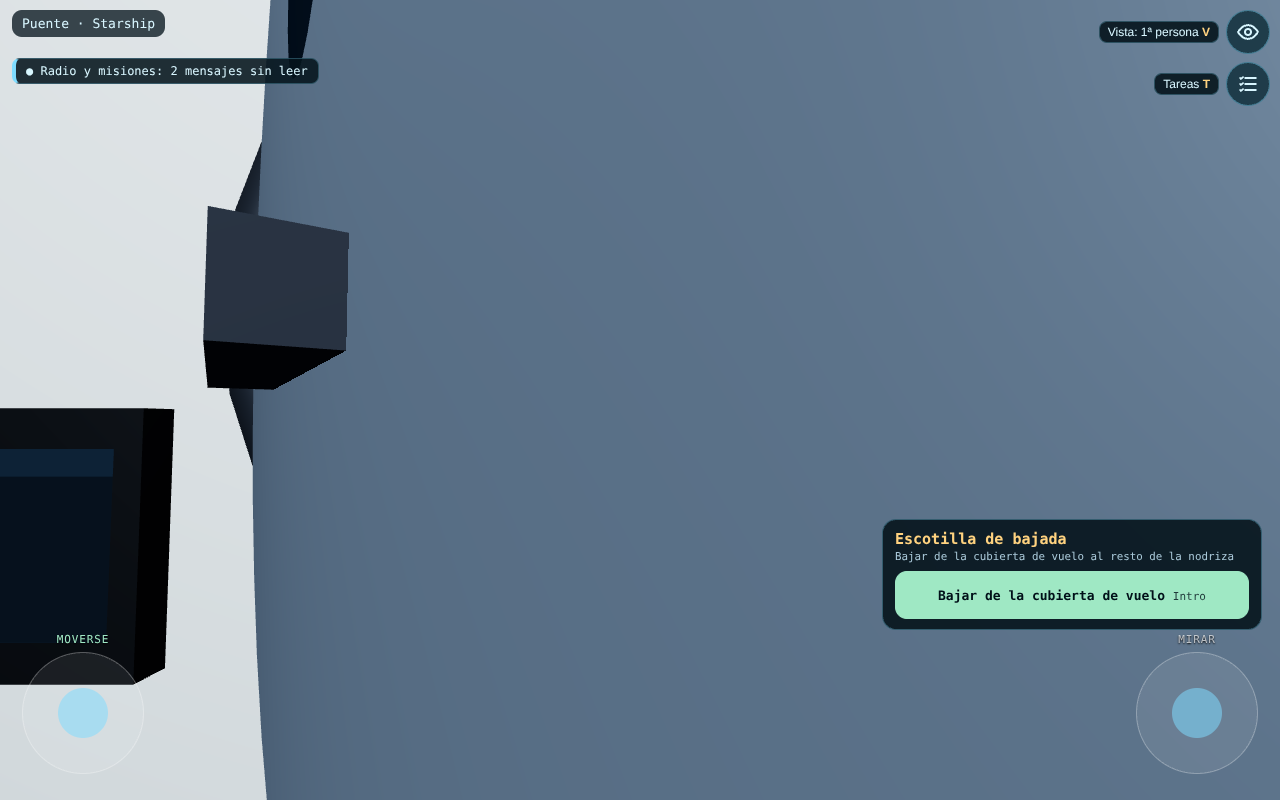 Puente · Starship
● Radio y misiones: 2 mensajes sin leer
Vista: 1ª persona V
Tareas T
Escotilla de bajada
Bajar de la cubierta de vuelo al resto de la nodriza
Bajar de la cubierta de vuelo Intro
MOVERSE
MIRAR